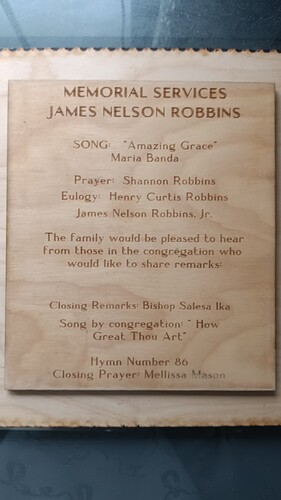 MEMORIAL SERVICES
JAMES NELSON ROBBINS
SONG: "Amazing Grace"
Maria Banda
Prayer: Shannon Robbins
Eulogy: Henry Curtis Robbins
James Nelson Robbins, Jr.
The family would be pleased to hear
from those in the congregation who
would like to share remarks:
Closing Remarks: Bishop Salesa Ika
Song by congregation: " How
Great Thou Art"
Hymn Number 86
Closing Prayer: Mellissa Mason